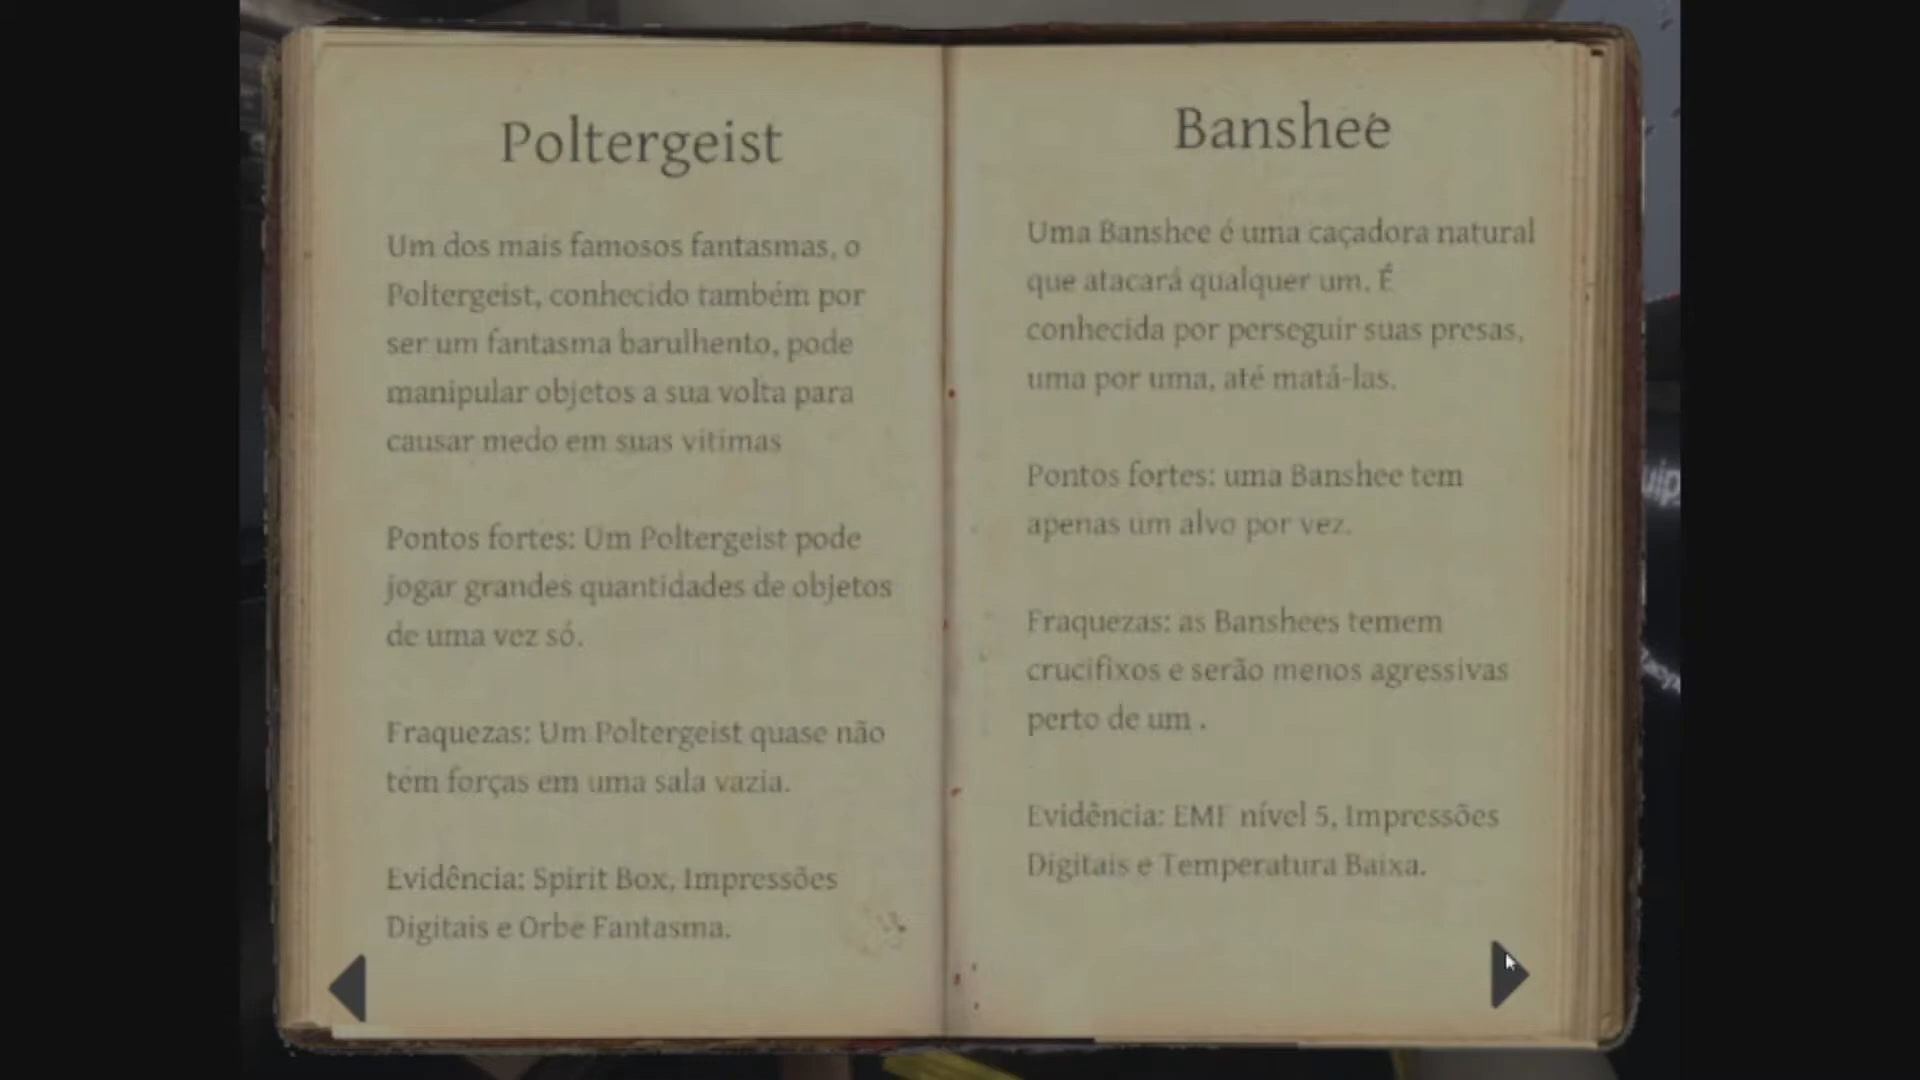 Poltergeist
Um dos mais famosos fantasmas, o
Poltergeist, conhecido também por
ser um fantasma barulhento, pode
manipular objetos a sua volta para
causar medo em suas vítimas
Pontos fortes: Um Poltergeist pode
jogar grandes quantidades de objetos
de uma vez só.
Fraquezas: Um Poltergeist quase não
tem forças em uma sala vazia.
Evidência: Spirit Box, Impressões
Digitais e Orbe Fantasma.
Banshee
Uma Banshee é uma caçadora natural
que atacará qualquer um. É
conhecida por perseguir suas presas,
uma por uma, até matá-las.
Pontos fortes: uma Banshee tem
apenas um alvo por vez.
Fraquezas: as Banshees temem
crucifixos e serão menos agressivas
perto de um .
Evidência: EMF nível 5, Impressões
Digitais e Temperatura Baixa.